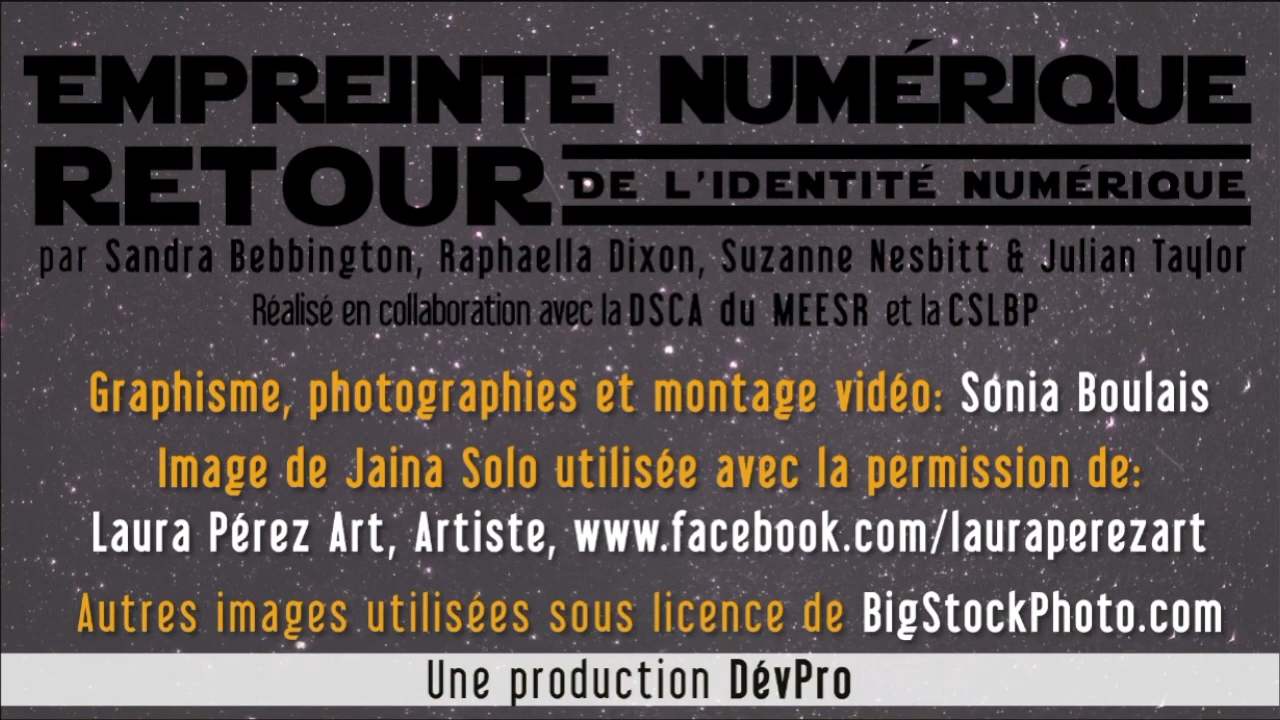 EMPREINTE NUMÉRIQUE
RETOUR DE L'IDENTITÉ NUMÉRIQUE
par Sandra Bebbington, Raphaella Dixon, Suzanne Nesbitt & Julian Taylor
Réalisé en collaboration avec la DSCA du MEESR et la CSLBP
Graphisme, photographies et montage vidéo: Sonia Boulais
Image de Jaina Solo utilisée avec la permission de:
Laura Pérez Art, Artiste, www.facebook.com/lauraperezart
Autres images utilisées sous licence de BigStockPhoto.com
Une production DévPro